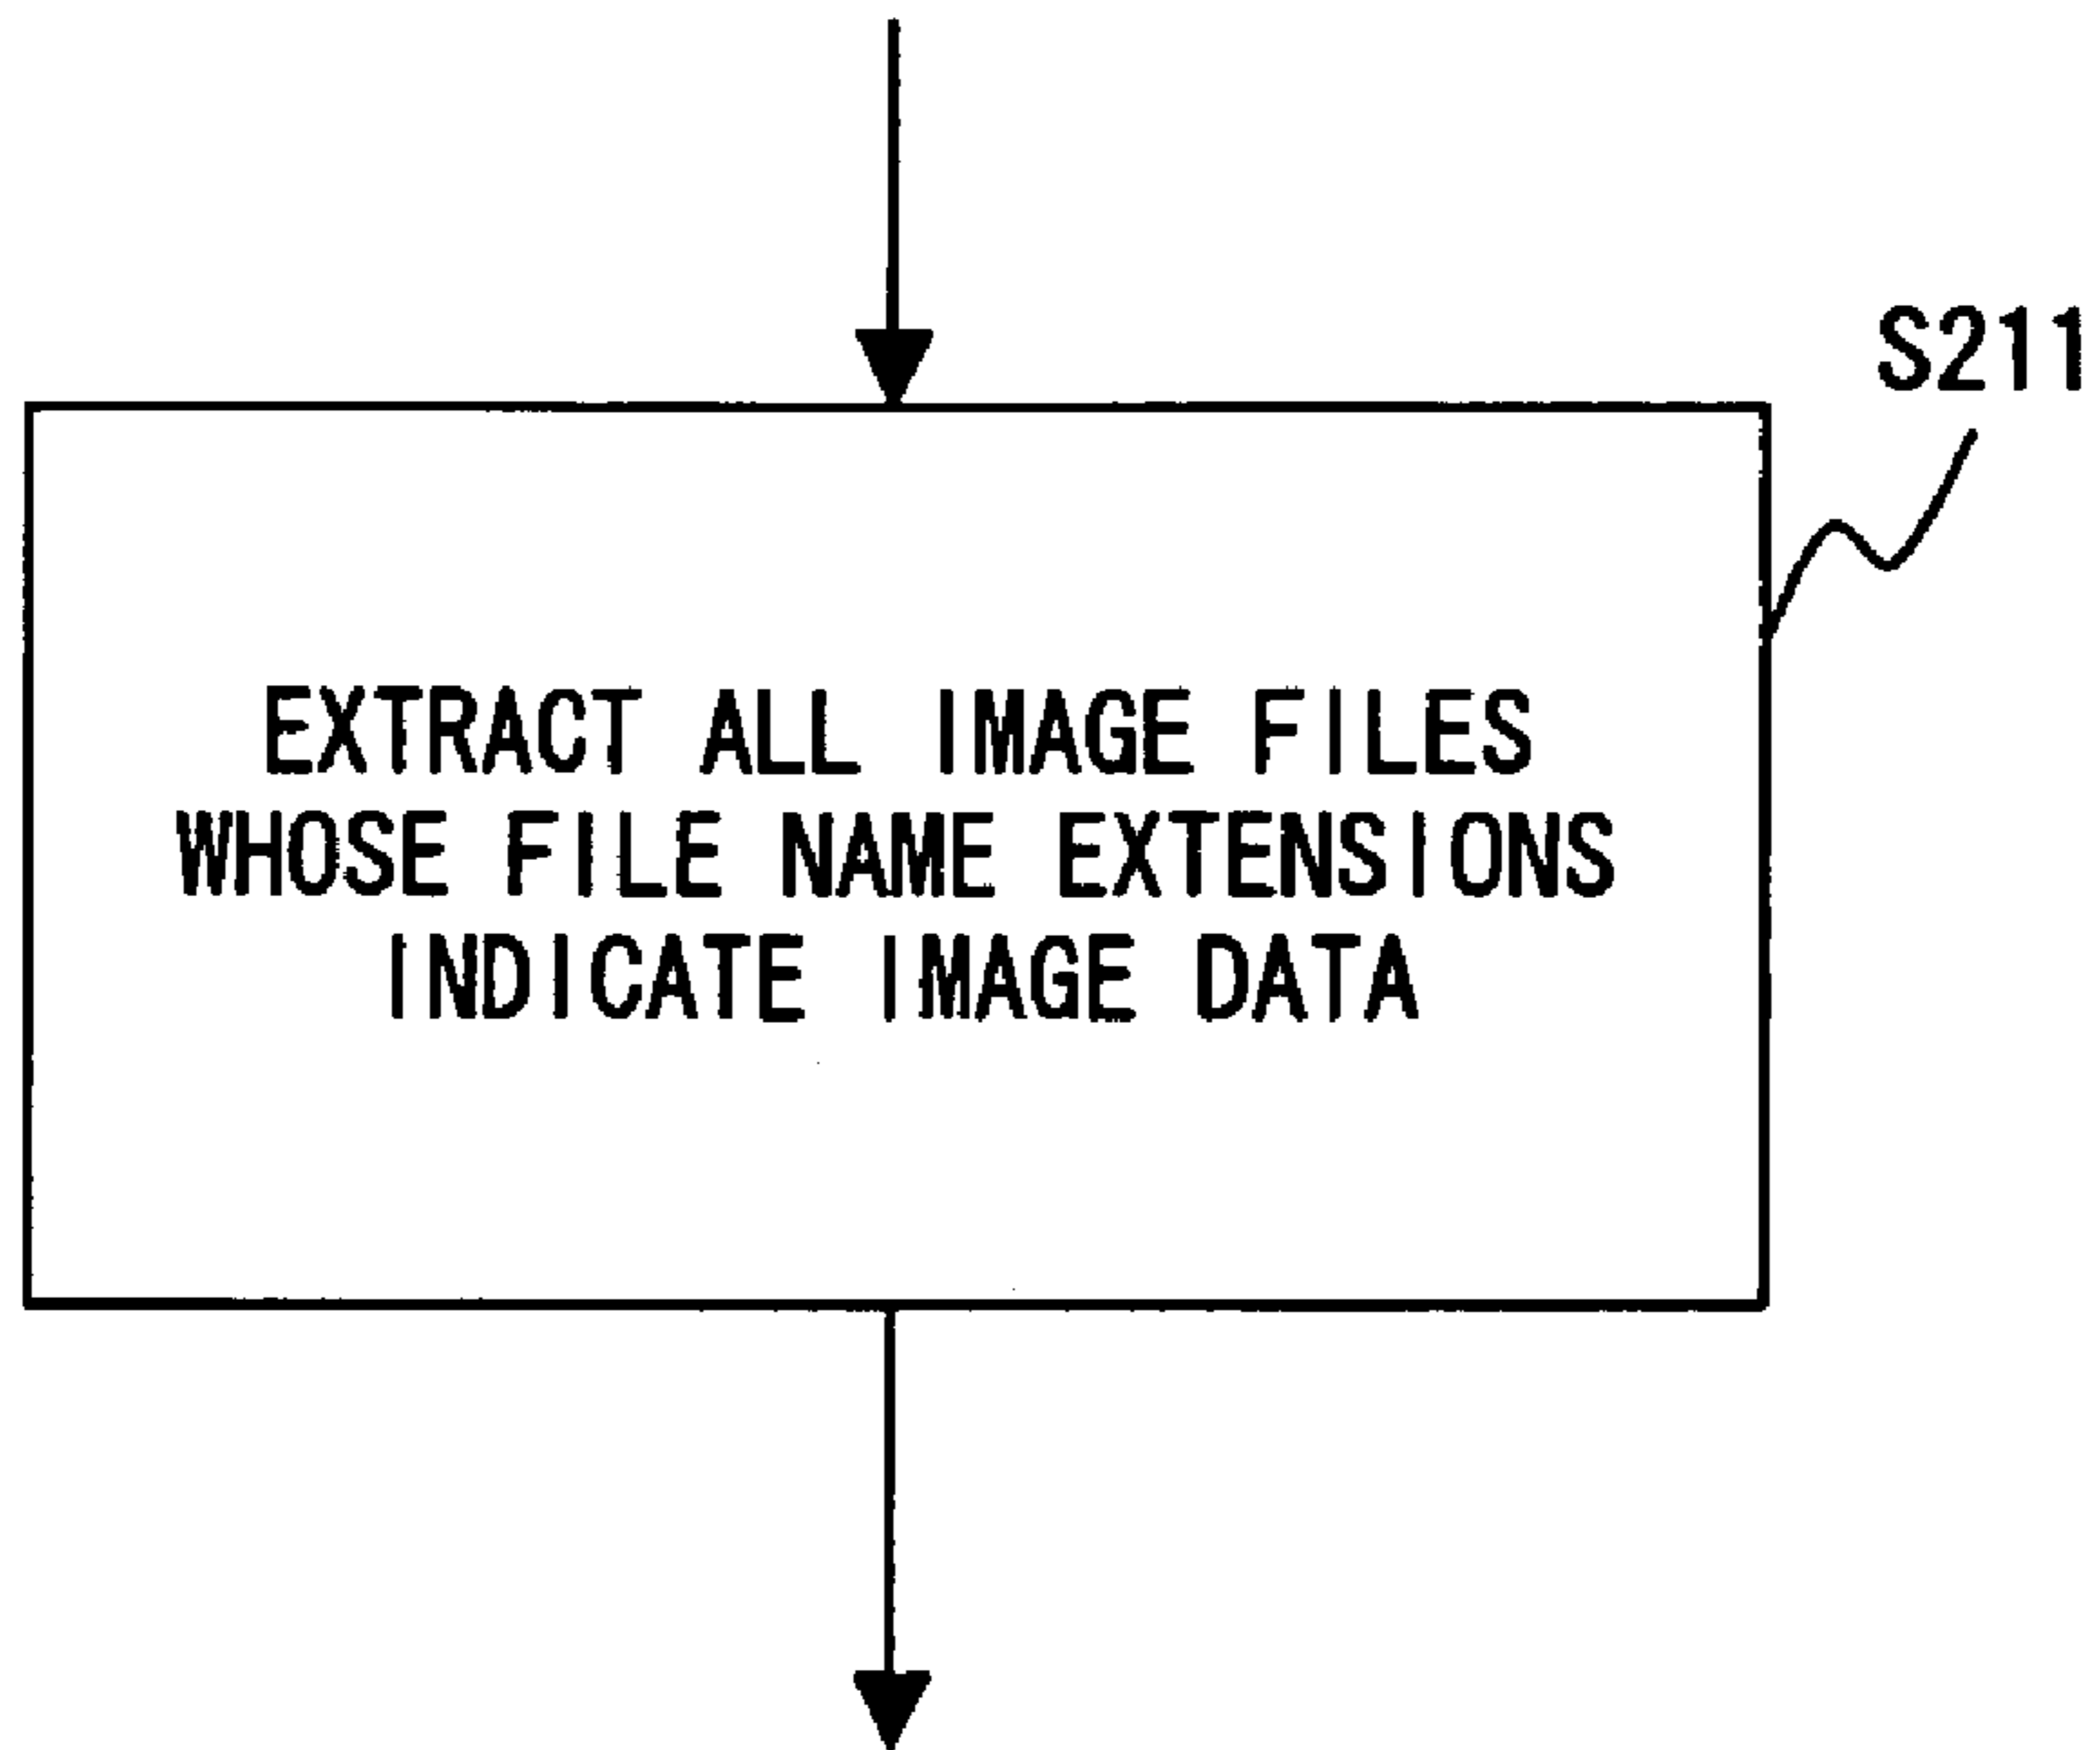 S211
EXTRACT ALL IMAGE FILES
WHOSE FILE NAME EXTENSIONS
INDICATE IMAGE DATA